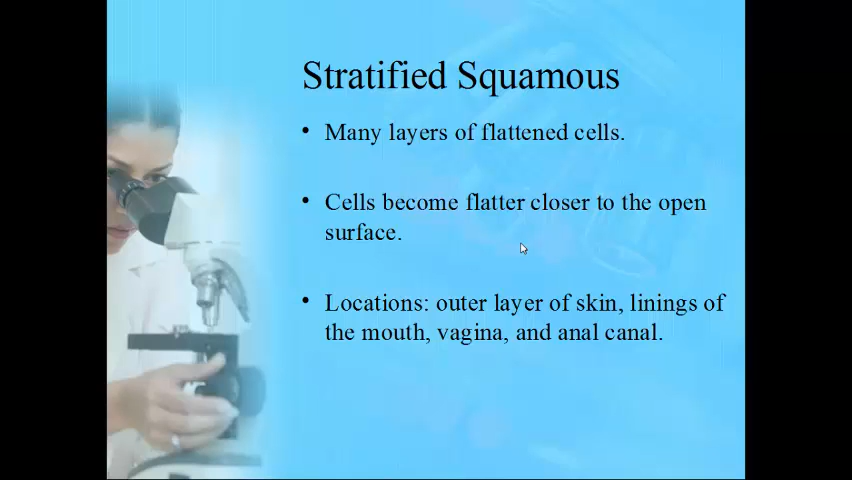 Stratified Squamous
• Many layers of flattened cells.
• Cells become flatter closer to the open
surface.
• Locations: outer layer of skin, linings of
the mouth, vagina, and anal canal.